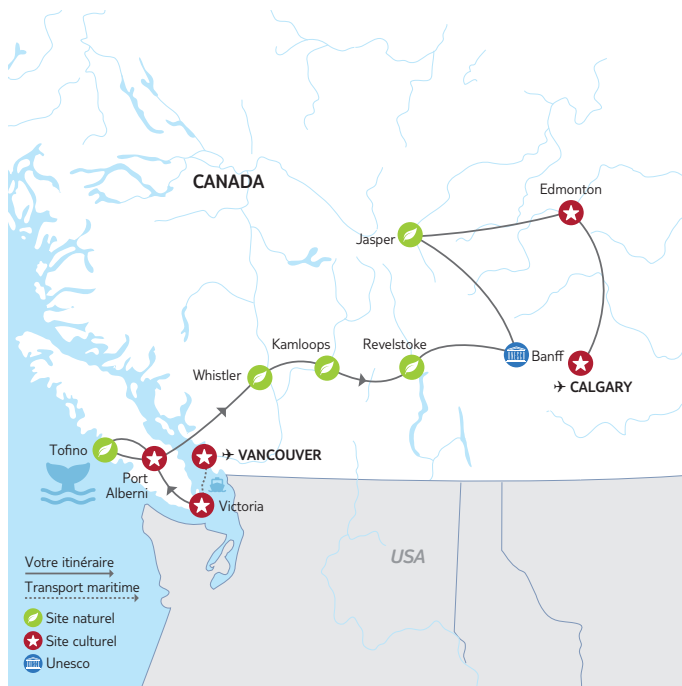 CANADA
Edmonton
Jasper
Kamloops
Revelstoke
Banff
Whistler
CALGARY
Tofino
VANCOUVER
Port
Alberni
Victoria
USA
Votre itinéraire
Transport maritime
Site naturel
Site culturel
Unesco